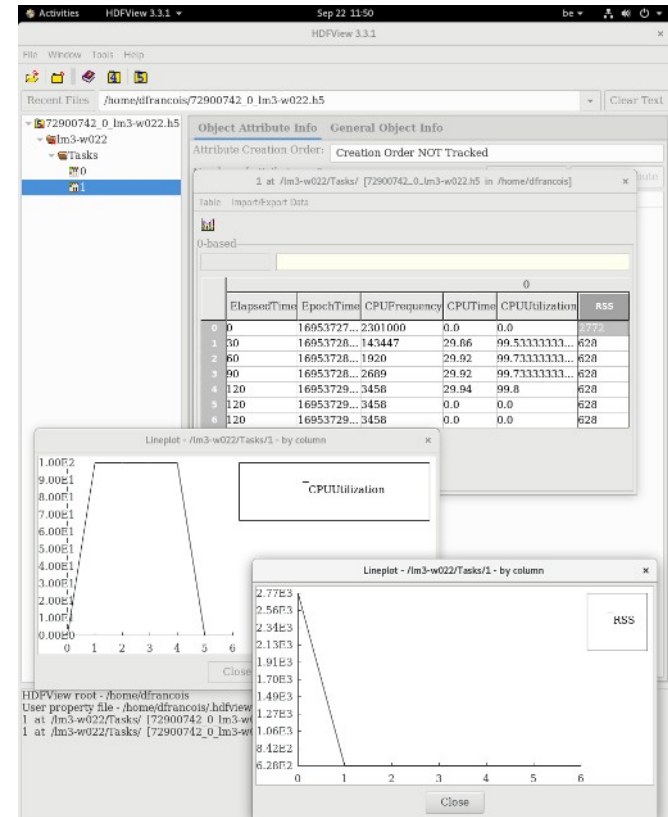 Activities HDFView 3.3.1 Sep 22 11:50 be
HDFView 3.3.1 ×
File Window Tools Help
Recent Files /home/dfrancois/72900742_0_lm3-w022.h5 Clear Text
72900742_0_lm3-w022.h5
lm3-w022
Tasks
0
1
Object Attribute Info General Object Info
Attribute Creation Order: Creation Order NOT Tracked
1 at /lm3-w022/Tasks/ [72900742_0_lm3-w022.h5 in /home/dfrancois] ×
Table Import/Export Data
0-based
0
ElapsedTime EpochTime CPUFrequency CPUTime CPUUtilization RSS
0 0 16953727... 2301000 0.0 0.0 2772
1 30 16953728... 143447 29.86 99.53333333... 628
2 60 16953728... 1920 29.92 99.73333333... 628
3 90 16953728... 2689 29.92 99.73333333... 628
4 120 16953729... 3458 29.94 99.8 628
5 120 16953729... 3458 0.0 0.0 628
6 120 16953729... 3458 0.0 0.0 628
Lineplot - /lm3-w022/Tasks/1 - by column ×
1.00E2
9.00E1
8.00E1
7.00E1
6.00E1
5.00E1
4.00E1
3.00E1
2.00E1
1.00E1
0.00E0
0 1 2 3 4 5 6
CPUUtilization
Close
Lineplot - /lm3-w022/Tasks/1 - by column ×
2.77E3
2.56E3
2.34E3
2.13E3
1.91E3
1.70E3
1.49E3
1.27E3
1.06E3
8.42E2
6.28E2
0 1 2 3 4 5 6
RSS
Close
HDFView root - /home/dfrancois
User property file - /home/dfrancois/.hdfview
1 at /lm3-w022/Tasks/ [72900742_0_lm3-w0
1 at /lm3-w022/Tasks/ [72900742_0_lm3-w0